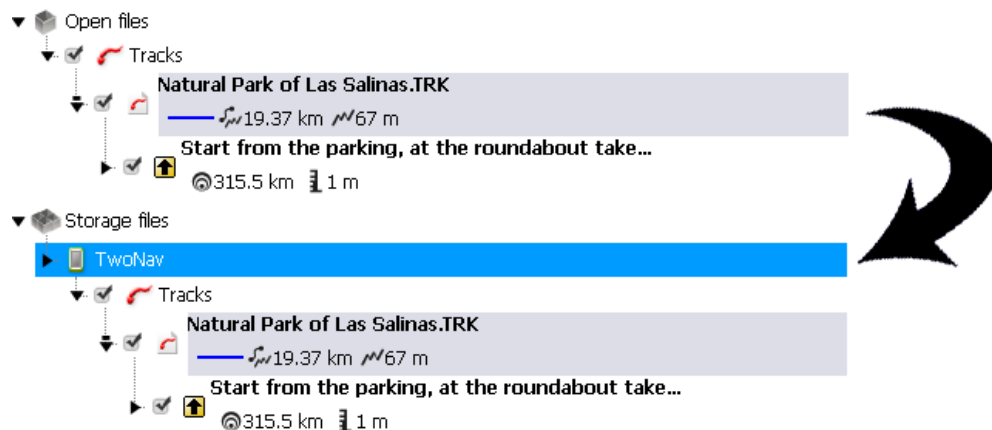 Open files
Tracks
Natural Park of Las Salinas.TRK
19.37 km 67 m
Start from the parking, at the roundabout take...
315.5 km 1 m
Storage files
TwoNav
Tracks
Natural Park of Las Salinas.TRK
19.37 km 67 m
Start from the parking, at the roundabout take...
315.5 km 1 m